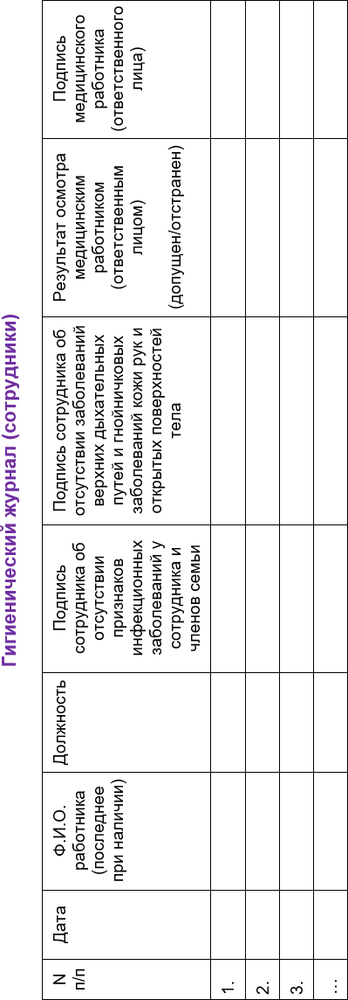 Гигиенический журнал (сотрудники)
N
п/п
Дата
Ф.И.О.
работника
(последнее
при наличии)
Должность
Подпись
сотрудника об
отсутствии
признаков
инфекционных
заболеваний у
сотрудника и
членов семьи
Подпись сотрудника об
отсутствии заболеваний
верхних дыхательных
путей и гнойничковых
заболеваний кожи рук и
открытых поверхностей
тела
Результат осмотра
медицинским
работником
(ответственным
лицом)
(допущен/отстранен)
Подпись
медицинского
работника
(ответственного
лица)
1.
2.
3.
...